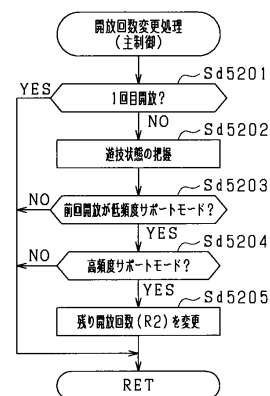 開放回数変更処理
(主制御)
Sd5201
YES
1回目開放?
NO
Sd5202
遊技状態の把握
Sd5203
NO
前回開放が低頻度サポートモード?
YES
Sd5204
NO
高頻度サポートモード?
YES
Sd5205
残り開放回数(R2)を変更
RET